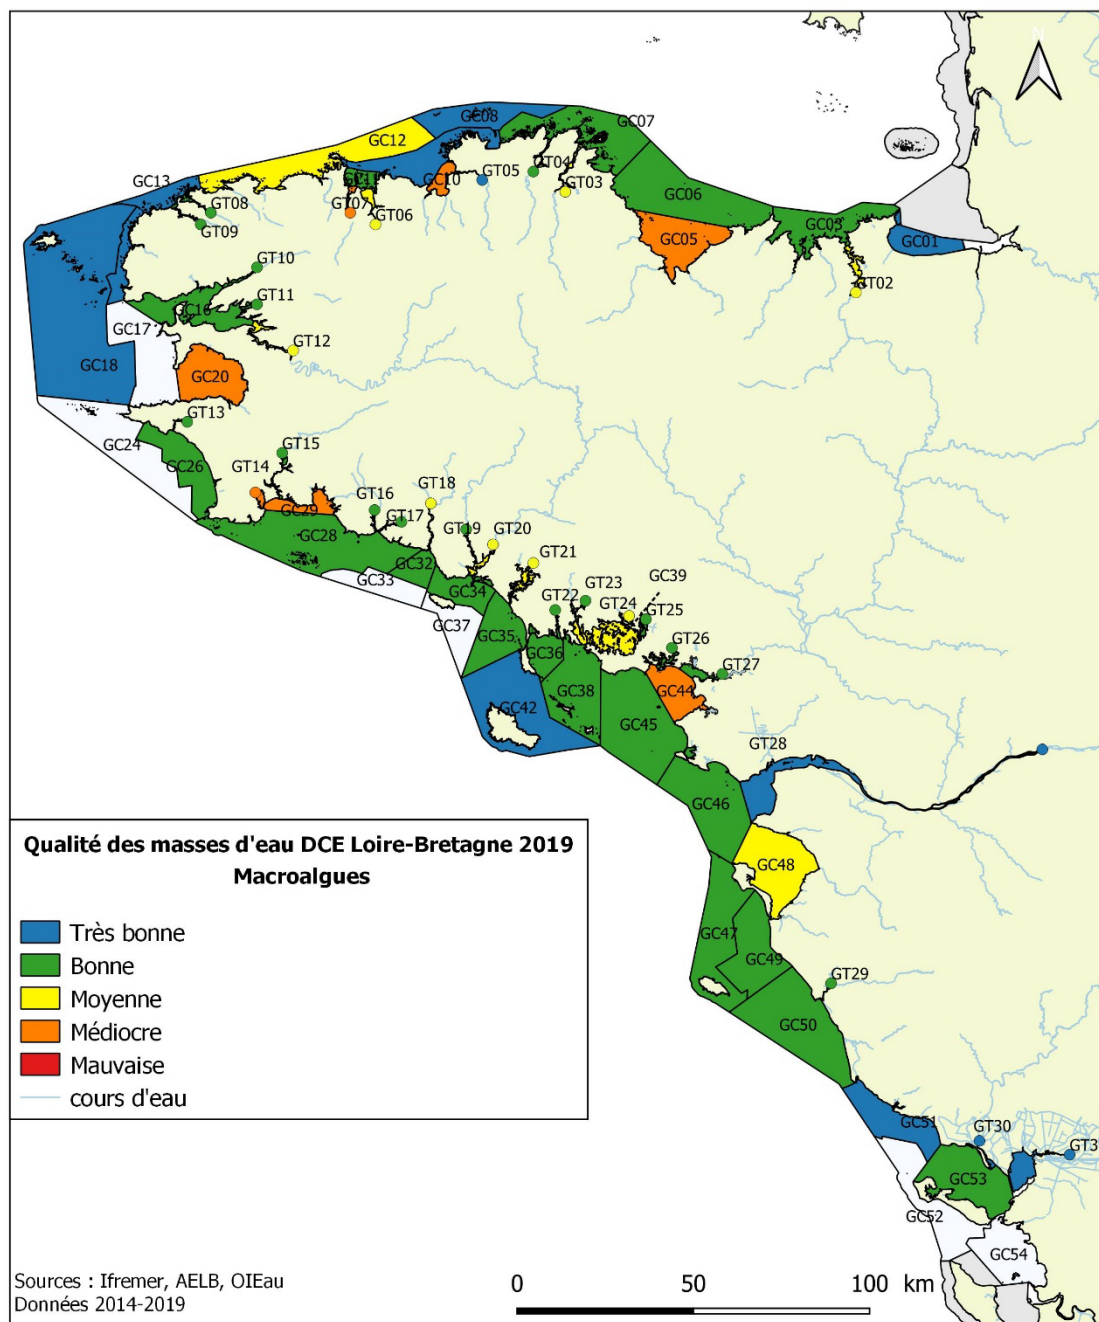 N
GC08
GC12
GC07
GC13
GT04
GC11
GC10
GT05
GT03
GT08
GT07
GT06
GC06
GT09
GC05
GC03
GC01
GT10
GT02
GT11
GC16
GC17
GT12
GC18
GC20
GT13
GC24
GT15
GC26
GT14
GT16
GT18
GC29
GT17
GC28
GT19
GT20
GC32
GT21
GC33
GC34
GT23
GC39
GT22
GT24
GT25
GC37
GC35
GC36
GT26
GT27
GC42
GC38
GC44
GC45
GT28
GC46
GC48
GC47
GC49
GT29
GC50
GC51
GT30
GT3
GC53
GC52
GC54
Qualité des masses d'eau DCE Loire-Bretagne 2019
Macroalgues
Très bonne
Bonne
Moyenne
Médiocre
Mauvaise
cours d'eau
Sources : Ifremer, AELB, OIEau
Données 2014-2019
0 50 100 km